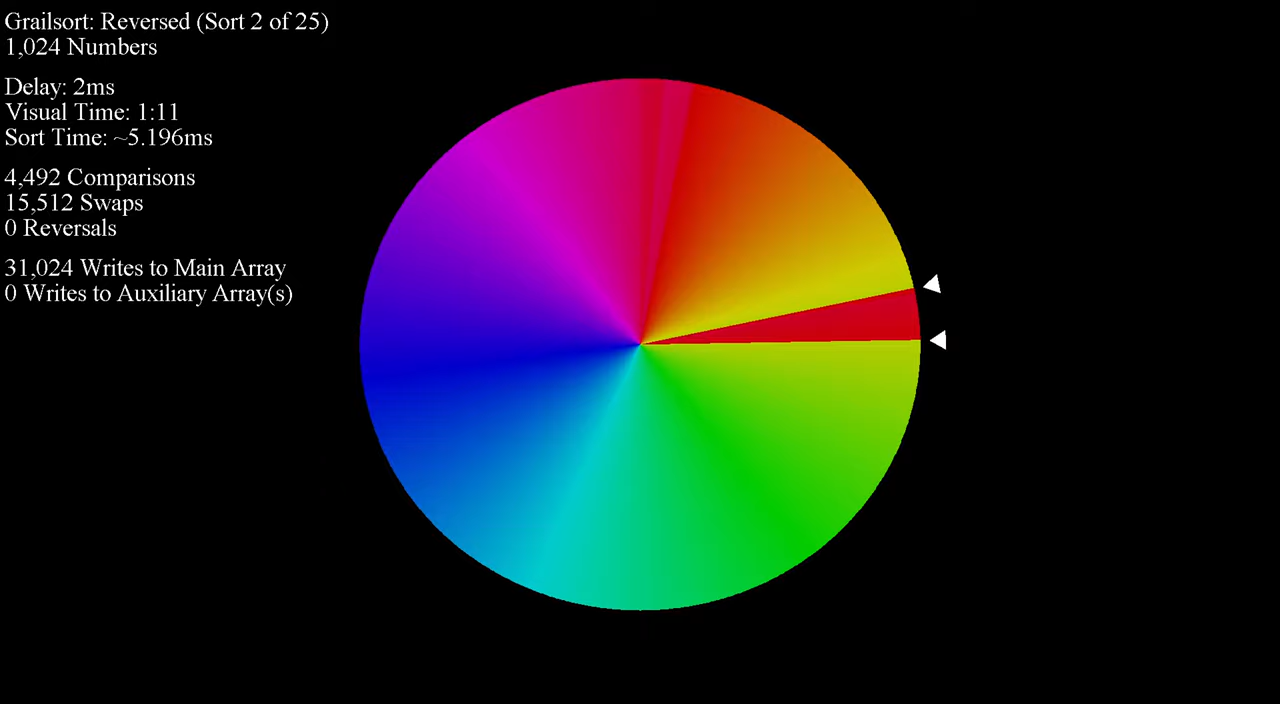 Grailsort: Reversed (Sort 2 of 25)
1,024 Numbers
Delay: 2ms
Visual Time: 1:11
Sort Time: ~5.196ms
4,492 Comparisons
15,512 Swaps
0 Reversals
31,024 Writes to Main Array
0 Writes to Auxiliary Array(s)